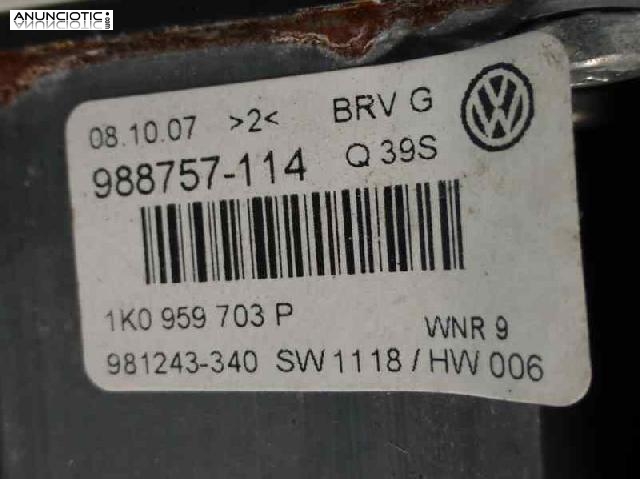 ANUNCIOTIC.com
08.10.07 >2< BRV G
988757-114 Q 39S
1K0 959 703 P WNR 9
981243-340 SW 1118 / HW 006